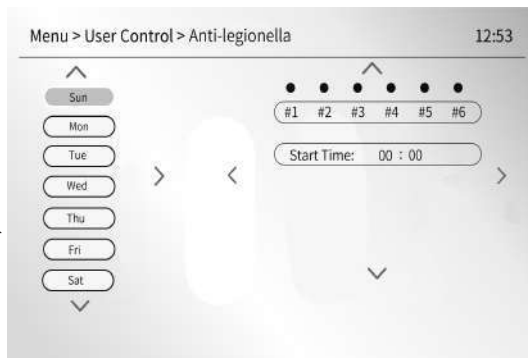 Menu > User Control > Anti-legionella 12:53
Sun
Mon
Tue
Wed
Thu
Fri
Sat
#1 #2 #3 #4 #5 #6
Start Time: 00 : 00